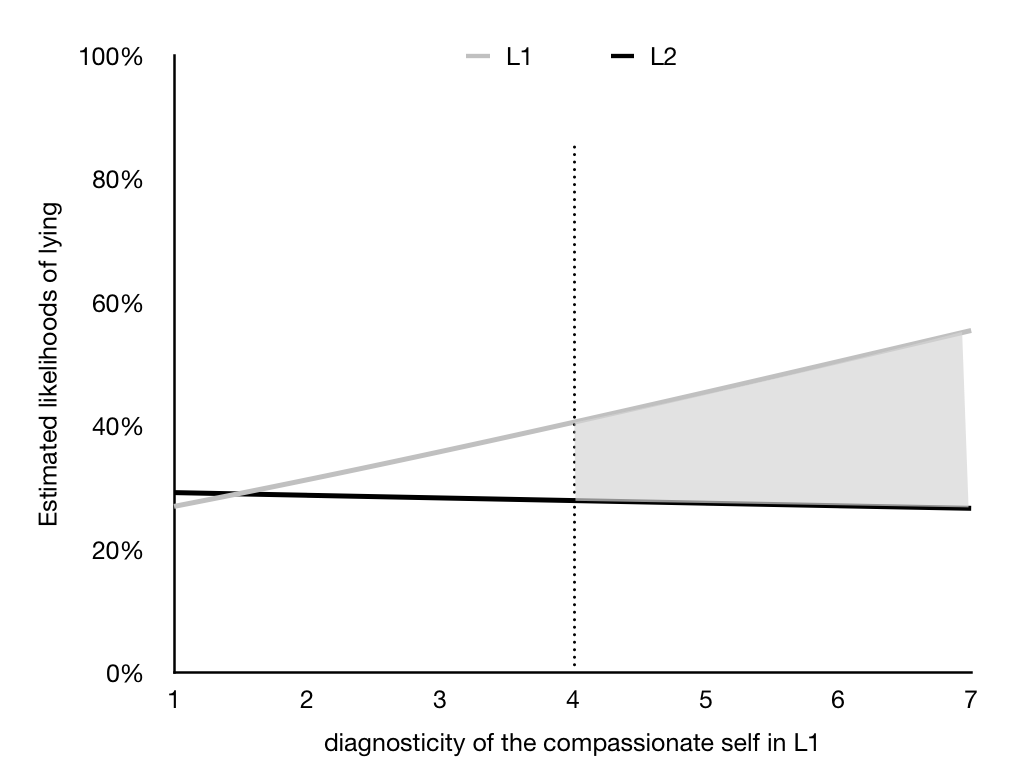 L1 L2
100%
80%
60%
40%
20%
0%
Estimated likelihoods of lying
1 2 3 4 5 6 7
diagnosticity of the compassionate self in L1